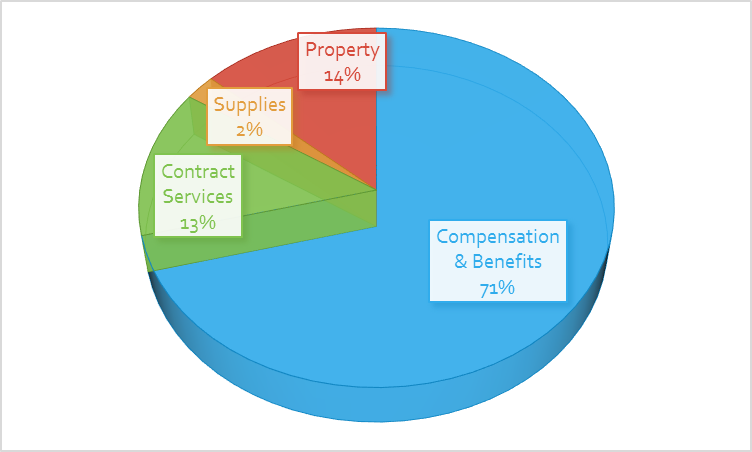 Property
14%
Supplies
2%
Contract
Services
13%
Compensation
& Benefits
71%